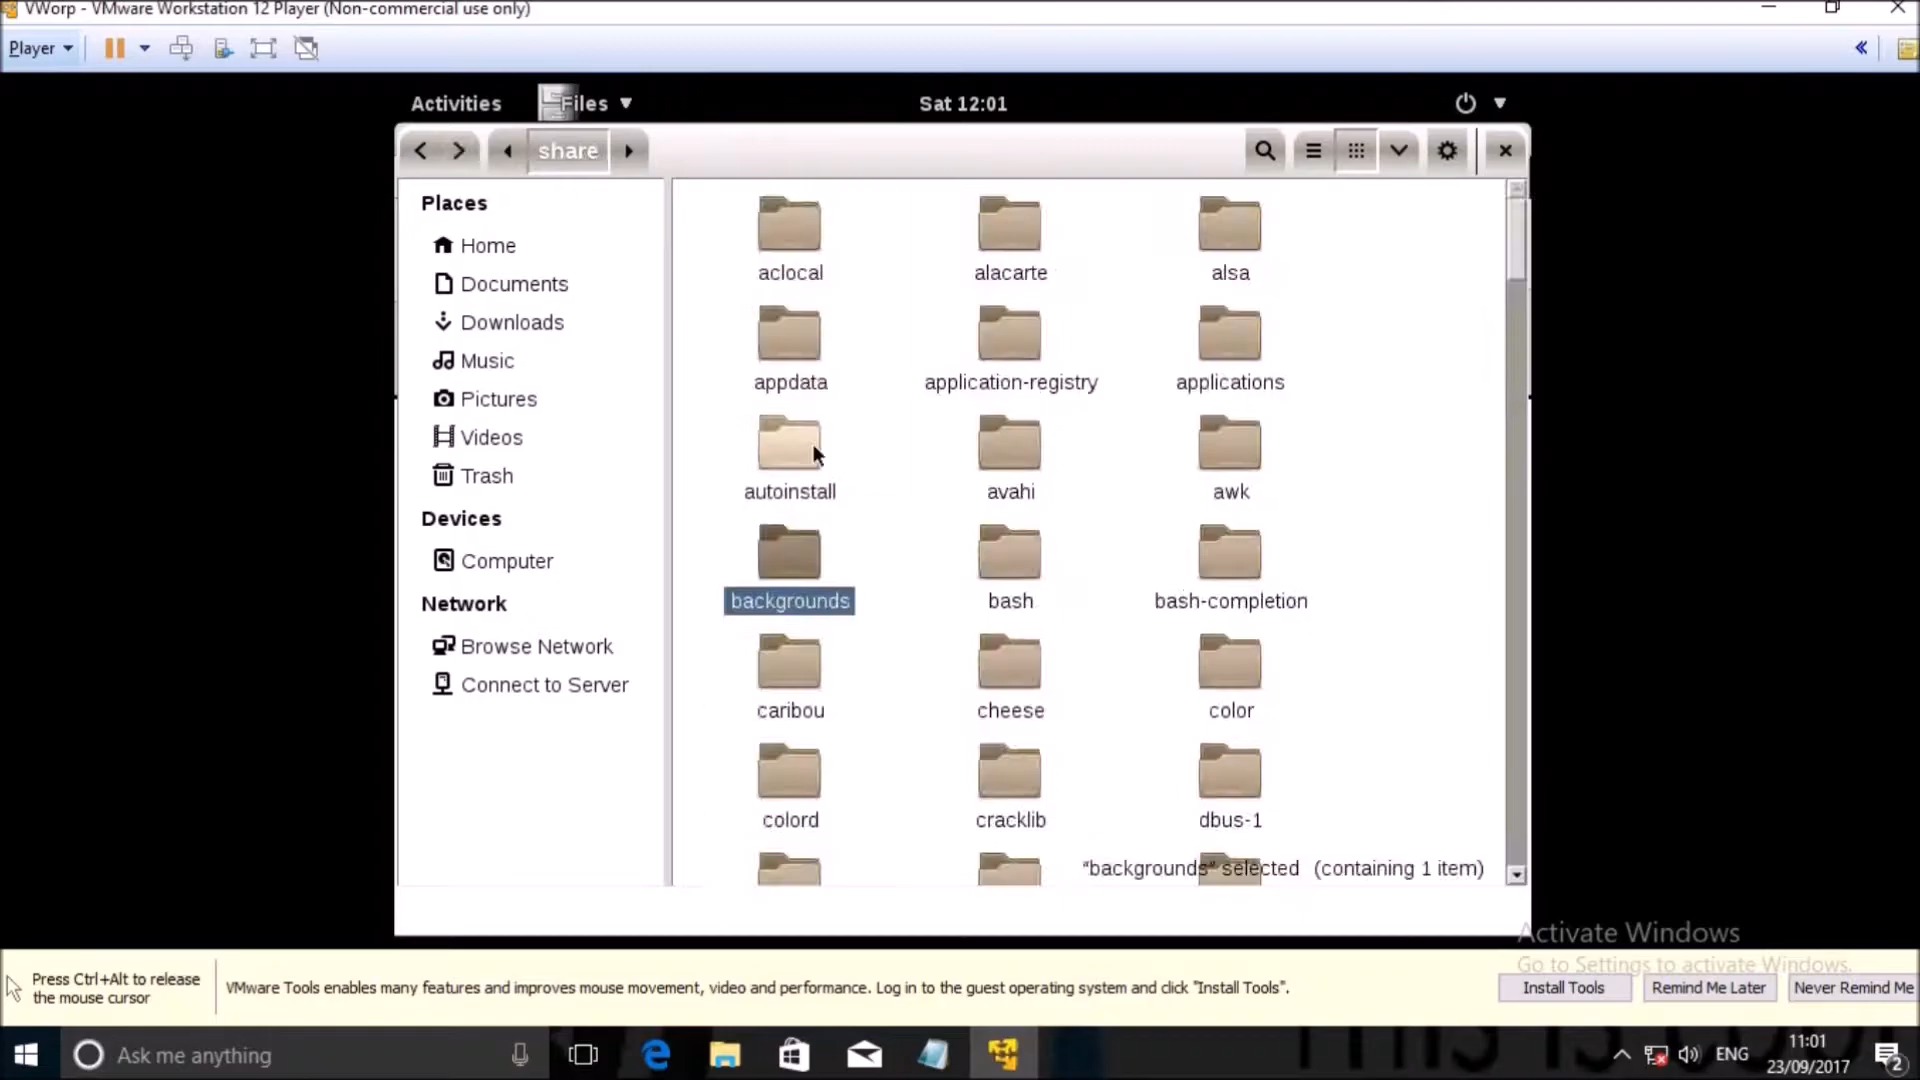 VWorp - VMware Workstation 12 Player (Non-commercial use only)
Player
Activities
Files
Sat 12:01
share
Places
Home
Documents
Downloads
Music
Pictures
Videos
Trash
Devices
Computer
Network
Browse Network
Connect to Server
aclocal
alacarte
alsa
appdata
application-registry
applications
autoinstall
avahi
awk
backgrounds
bash
bash-completion
caribou
cheese
color
colord
cracklib
dbus-1
“backgrounds” selected (containing 1 item)
Activate Windows
Go to Settings to activate Windows.
Press Ctrl+Alt to release
the mouse cursor
VMware Tools enables many features and improves mouse movement, video and performance. Log in to the guest operating system and click "Install Tools".
Install Tools
Remind Me Later
Never Remind Me
Ask me anything
ENG
11:01
23/09/2017
2